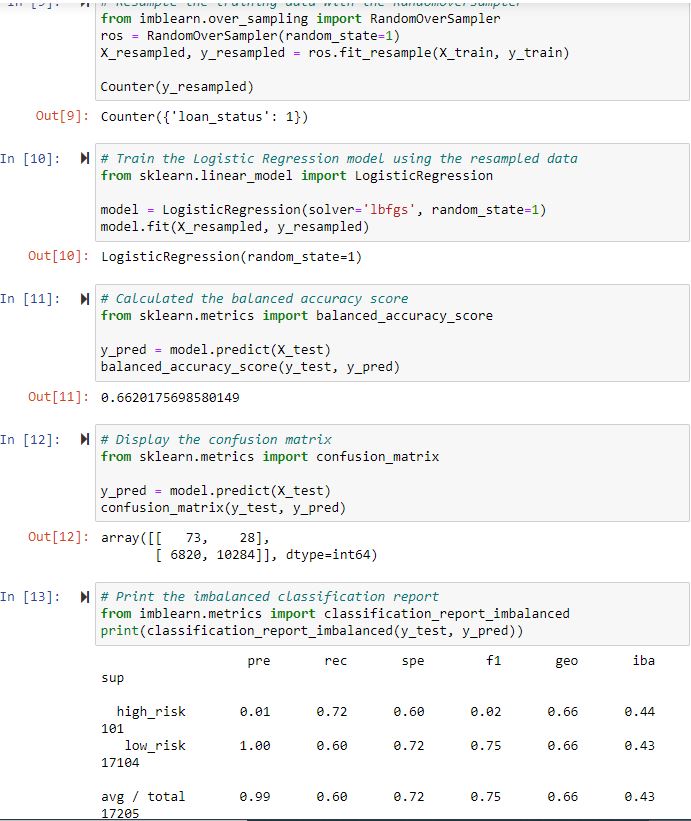 In [9]: # Resample the training data with the RandomOverSampler
from imblearn.over_sampling import RandomOverSampler
ros = RandomOverSampler(random_state=1)
X_resampled, y_resampled = ros.fit_resample(X_train, y_train)
Counter(y_resampled)
Out[9]: Counter({'loan_status': 1})
In [10]: # Train the Logistic Regression model using the resampled data
from sklearn.linear_model import LogisticRegression
model = LogisticRegression(solver='lbfgs', random_state=1)
model.fit(X_resampled, y_resampled)
Out[10]: LogisticRegression(random_state=1)
In [11]: # Calculated the balanced accuracy score
from sklearn.metrics import balanced_accuracy_score
y_pred = model.predict(X_test)
balanced_accuracy_score(y_test, y_pred)
Out[11]: 0.6620175698580149
In [12]: # Display the confusion matrix
from sklearn.metrics import confusion_matrix
y_pred = model.predict(X_test)
confusion_matrix(y_test, y_pred)
Out[12]: array([[   73,    28],
[ 6820, 10284]], dtype=int64)
In [13]: # Print the imbalanced classification report
from imblearn.metrics import classification_report_imbalanced
print(classification_report_imbalanced(y_test, y_pred))
pre rec spe f1 geo iba
sup
high_risk 0.01 0.72 0.60 0.02 0.66 0.44
101
low_risk 1.00 0.60 0.72 0.75 0.66 0.43
17104
avg / total 0.99 0.60 0.72 0.75 0.66 0.43
17205